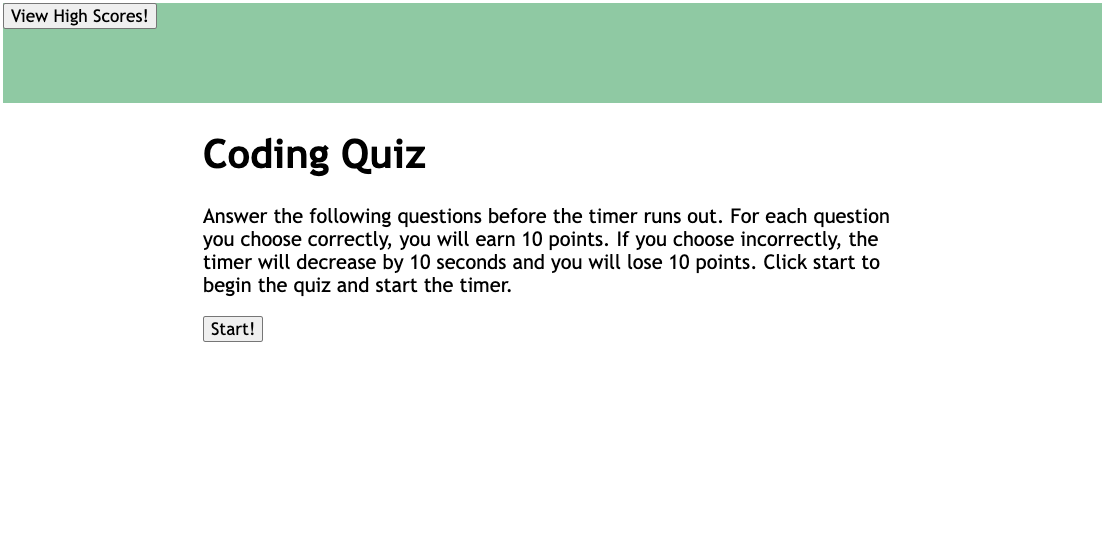 View High Scores!
Coding Quiz
Answer the following questions before the timer runs out. For each question
you choose correctly, you will earn 10 points. If you choose incorrectly, the
timer will decrease by 10 seconds and you will lose 10 points. Click start to
begin the quiz and start the timer.
Start!